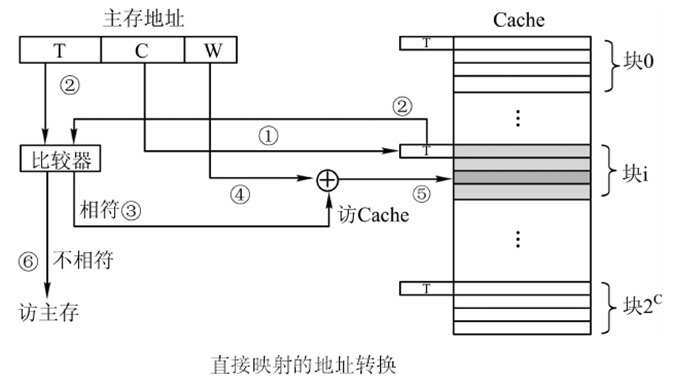 主存地址
Cache
T C W
T
块0
②
②
①
⋮
比较器
T
块i
④
⑤
相符③
访Cache
⑥
不相符
⋮
访主存
T
块2^C
直接映射的地址转换